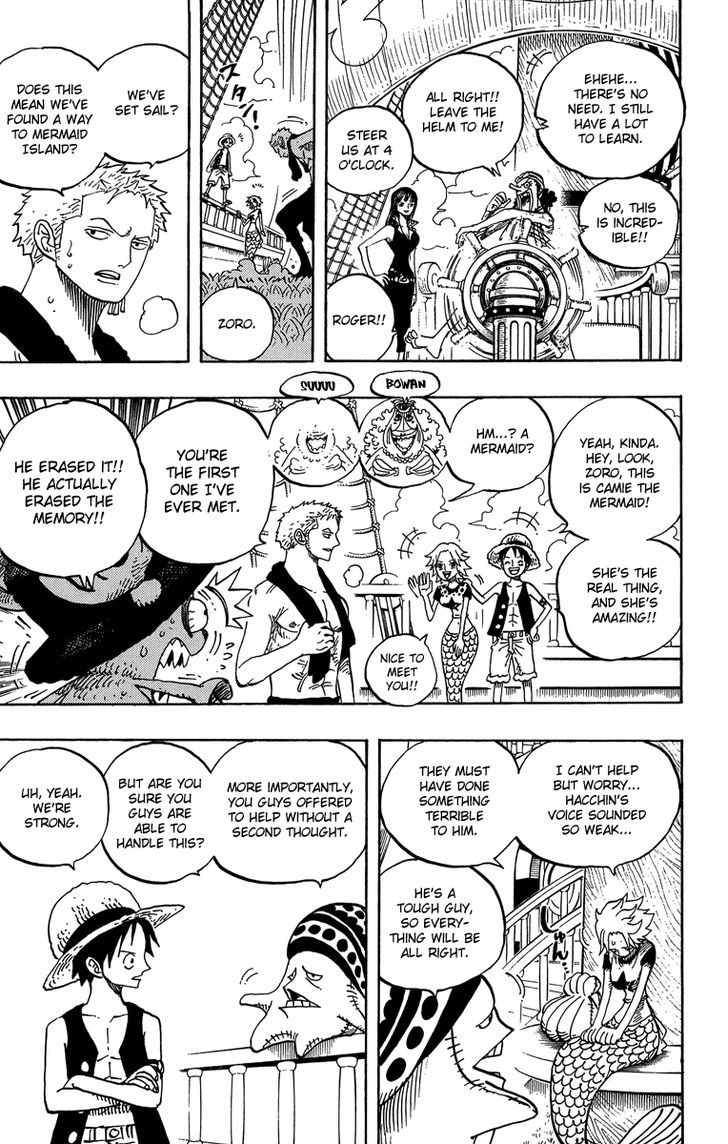 EHEHE...
THERE'S NO
NEED. I STILL
HAVE A LOT
TO LEARN.
NO, THIS
IS INCRED-
IBLE!!
ALL RIGHT!!
LEAVE THE
HELM TO ME!
STEER
US AT 4
O'CLOCK.
ROGER!!
スタッ!!
ZORO.
WE'VE
SET SAIL?
DOES THIS
MEAN WE'VE
FOUND A WAY
TO MERMAID
ISLAND?
YEAH, KINDA.
HEY, LOOK,
ZORO, THIS
IS CAMIE THE
MERMAID!
SHE'S THE
REAL THING,
AND SHE'S
AMAZING!!
NICE TO
MEET
YOU!!
HM...? A
MERMAID?
BOWAN
SUUUU
YOU'RE
THE FIRST
ONE I'VE
EVER MET.
HE ERASED IT!!
HE ACTUALLY
ERASED THE
MEMORY!!
I CAN'T HELP
BUT WORRY...
HACCHIN'S
VOICE SOUNDED
SO WEAK...
THEY MUST
HAVE DONE
SOMETHING
TERRIBLE
TO HIM.
HE'S A
TOUGH GUY,
SO EVERY-
THING WILL BE
ALL RIGHT.
MORE IMPORTANTLY,
YOU GUYS OFFERED
TO HELP WITHOUT A
SECOND THOUGHT.
BUT ARE YOU
SURE YOU
GUYS ARE
ABLE TO
HANDLE THIS?
UH, YEAH.
WE'RE
STRONG.